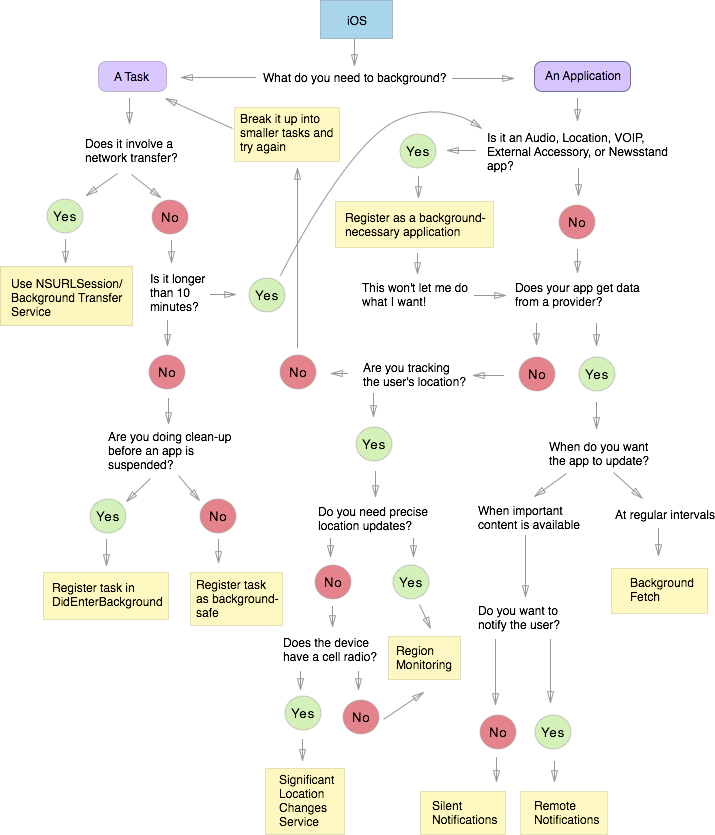 iOS
A Task
What do you need to background?
An Application
Break it up into
smaller tasks and
try again
Does it involve a
network transfer?
Is it an Audio, Location, VOIP,
External Accessory, or Newsstand
app?
Yes
Yes
No
Register as a background-
necessary application
No
Use NSURLSession/
Background Transfer
Service
Is it longer
than 10
minutes?
Yes
This won't let me do
what I want!
Does your app get data
from a provider?
No
No
Are you tracking
the user's location?
No
Yes
Are you doing clean-up
before an app is
suspended?
Yes
When do you want
the app to update?
Yes
No
Do you need precise
location updates?
When important
content is available
At regular intervals
Register task in
DidEnterBackground
Register task
as background-
safe
No
Yes
Background
Fetch
Do you want to
notify the user?
Does the device
have a cell radio?
Region
Monitoring
Yes
No
No
Yes
Significant
Location
Changes
Service
Silent
Notifications
Remote
Notifications